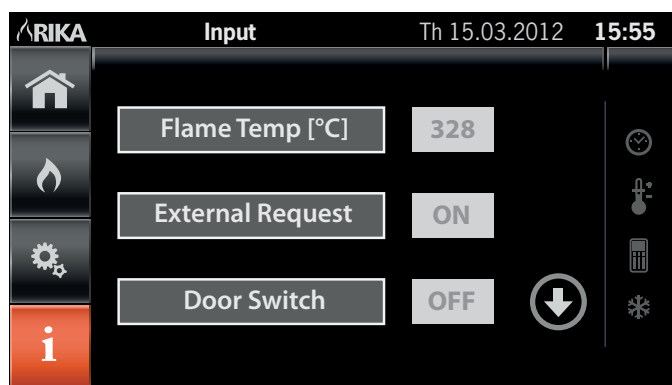 RIKA Input Th 15.03.2012 15:55
Flame Temp [°C] 328
External Request ON
Door Switch OFF
i